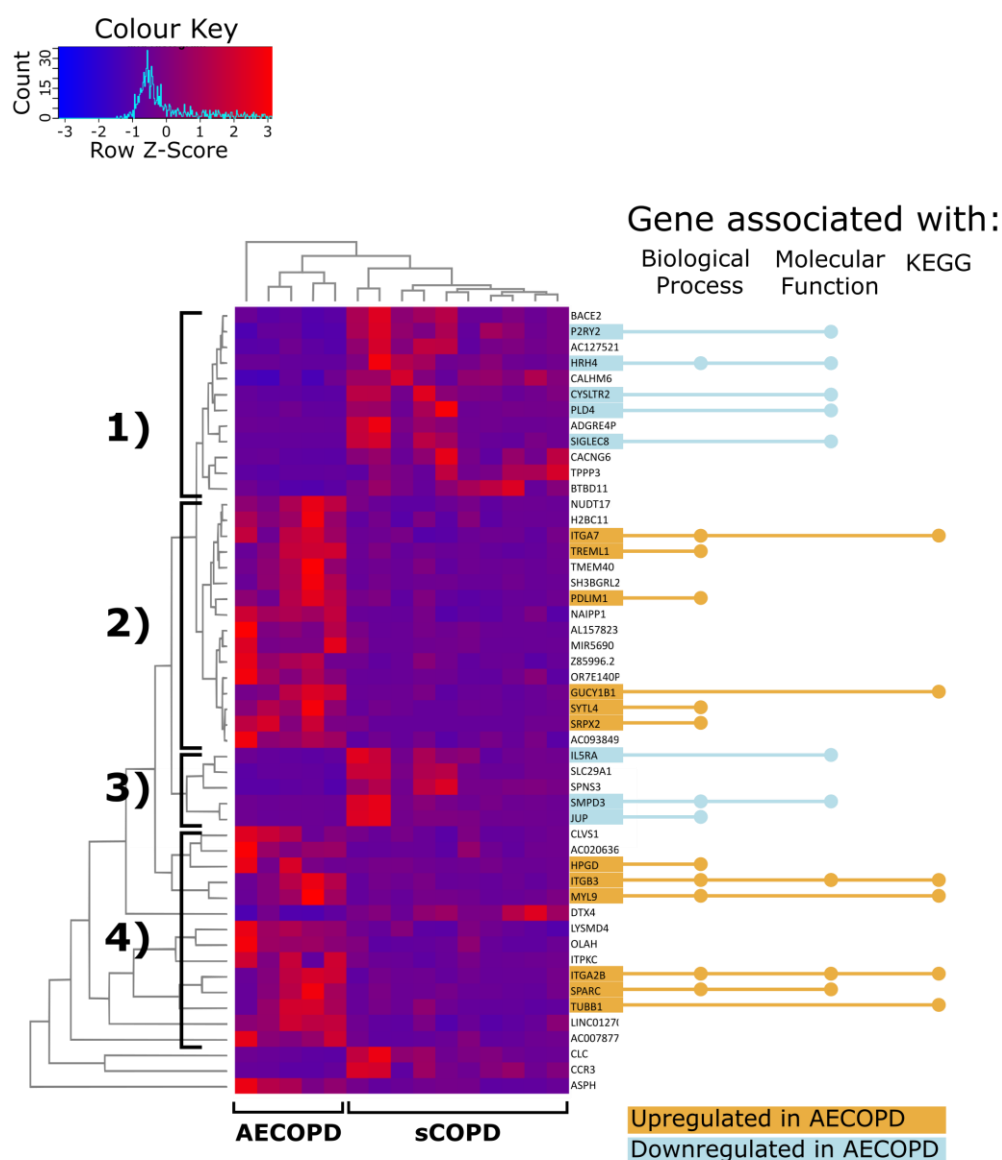 Colour Key
Count
0 15 30
-3 -2 -1 0 1 2 3
Row Z-Score
Gene associated with:
Biological Process
Molecular Function
KEGG
1)
2)
3)
4)
BACE2
P2RY2
AC127521
HRH4
CALHM6
CYSLTR2
PLD4
ADGRE4P
SIGLEC8
CACNG6
TPPP3
BTBD11
NUDT17
H2BC11
ITGA7
TREML1
TMEM40
SH3BGRL2
PDLIM1
NAIPP1
AL157823
MIR5690
Z85996.2
OR7E140P
GUCY1B1
SYTL4
SRPX2
AC093849
IL5RA
SLC29A1
SPNS3
SMPD3
JUP
CLVS1
AC020636
HPGD
ITGB3
MYL9
DTX4
LYSMD4
OLAH
ITPKC
ITGA2B
SPARC
TUBB1
LINC0127(
AC007877
CLC
CCR3
ASPH
AECOPD
sCOPD
Upregulated in AECOPD
Downregulated in AECOPD